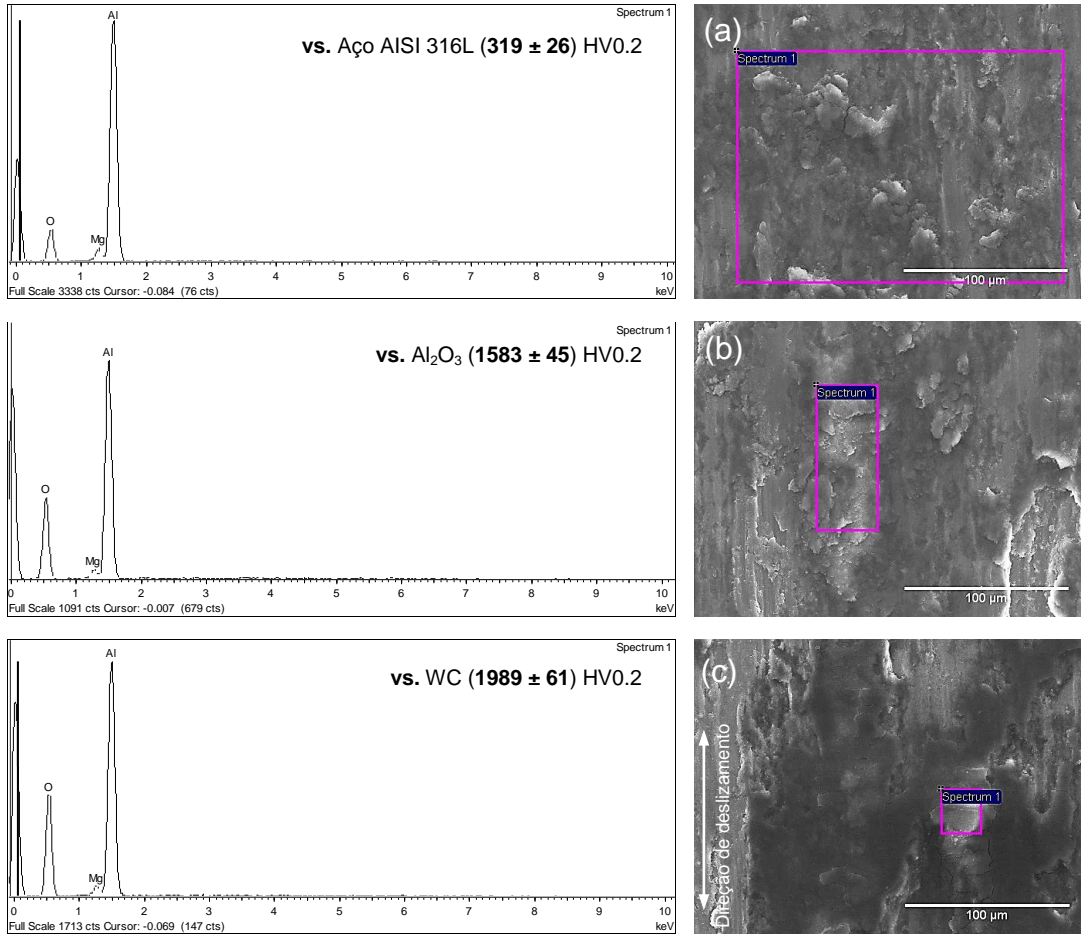 Spectrum 1
Al
vs. Aço AISI 316L (319 ± 26) HV0.2
O
Mg
0 1 2 3 4 5 6 7 8 9 10
Full Scale 3338 cts Cursor: -0.084 (76 cts) keV
(a)
Spectrum 1
100 µm
Spectrum 1
Al
vs. Al₂O₃ (1583 ± 45) HV0.2
O
Mg
0 1 2 3 4 5 6 7 8 9 10
Full Scale 1091 cts Cursor: -0.007 (679 cts) keV
(b)
Spectrum 1
100 µm
Spectrum 1
Al
vs. WC (1989 ± 61) HV0.2
O
Mg
0 1 2 3 4 5 6 7 8 9 10
Full Scale 1713 cts Cursor: -0.069 (147 cts) keV
(c)
Direção de deslizamento
Spectrum 1
100 µm